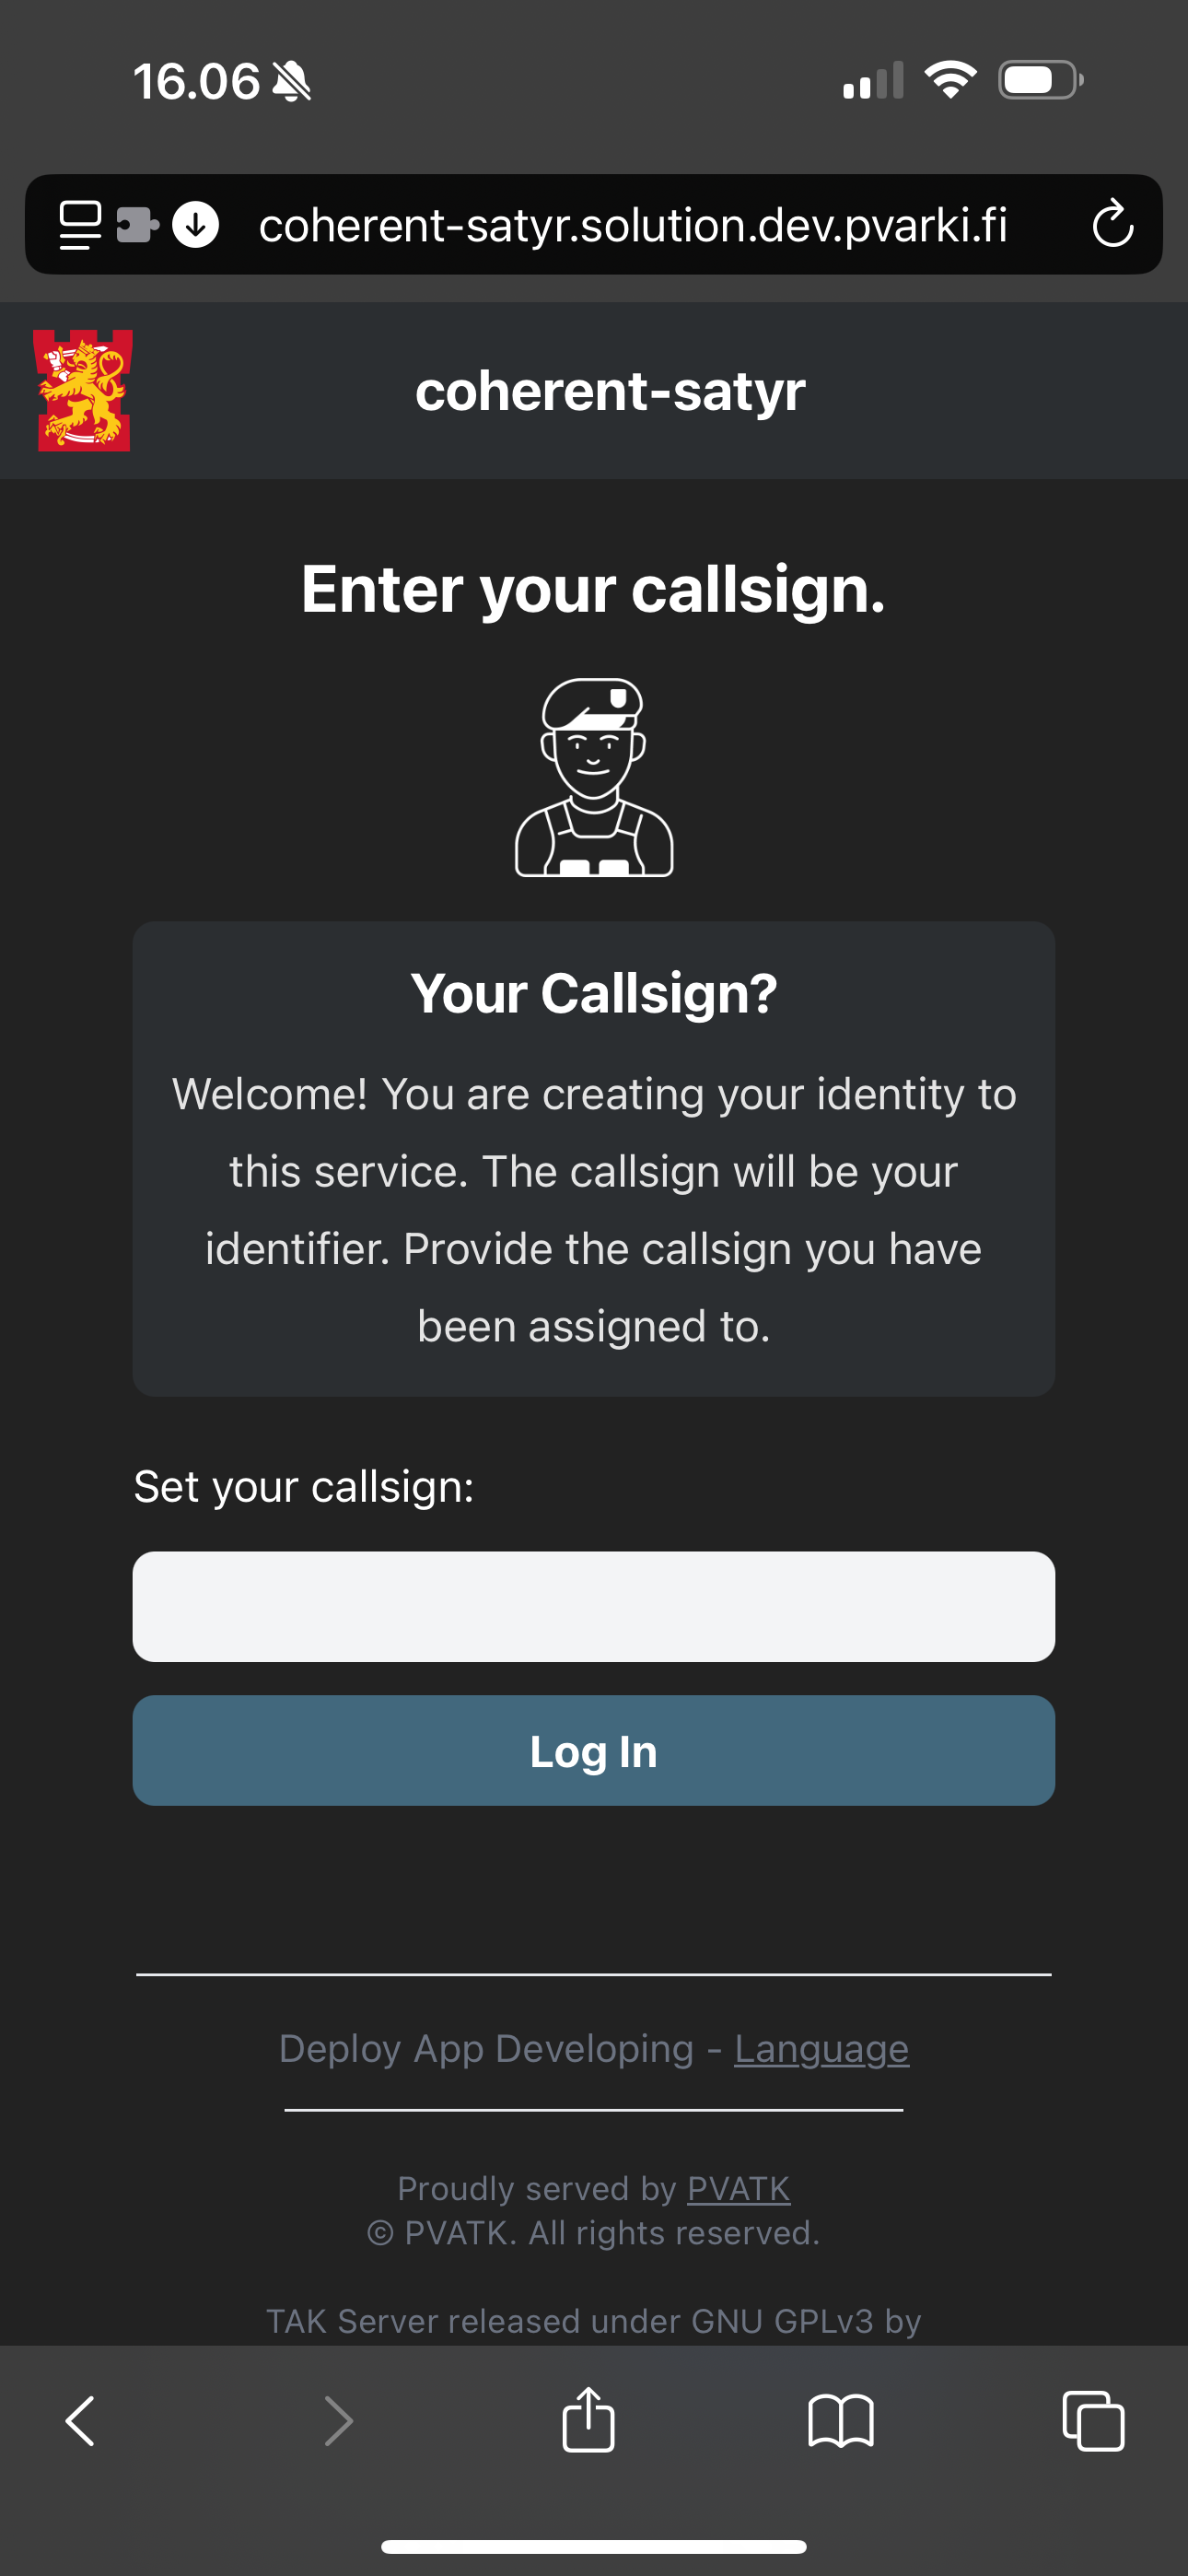 16.06
coherent-satyr.solution.dev.pvarki.fi
coherent-satyr
Enter your callsign.
Your Callsign?
Welcome! You are creating your identity to
this service. The callsign will be your
identifier. Provide the callsign you have
been assigned to.
Set your callsign:
Log In
Deploy App Developing - Language
Proudly served by PVATK
© PVATK. All rights reserved.
TAK Server released under GNU GPLv3 by